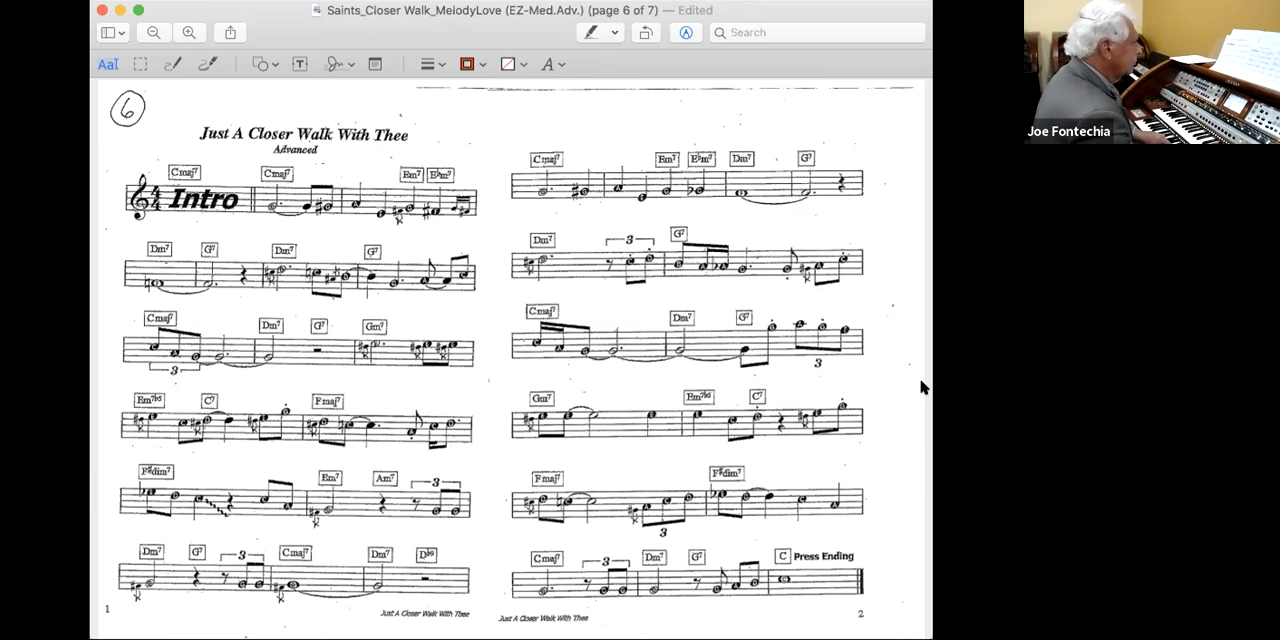 Saints_Closer Walk_MelodyLove (EZ-Med.Adv.) (page 6 of 7) — Edited
Search
6
Just A Closer Walk With Thee
Advanced
Cmaj7 Cmaj7 Em7 E♭m7
Intro
Dm7 G7 Dm7 G7
Cmaj7 Dm7 G7 Gm7
3
Em7b5 C7 Fmaj7
F#dim7 Em7 Am7 3
Dm7 G7 3 Cmaj7 Dm7 D♭9
1
Just A Closer Walk With Thee
Cmaj7 Em7 E♭m7 Dm7 G7
Dm7 3 G7
Cmaj7 Dm7 G7
3
Gm7 Em7b5 C7
Fmaj7 F#dim7
3
Cmaj7 3 Dm7 G7 C Press Ending
Just A Closer Walk With Thee
2
Joe Fontechia